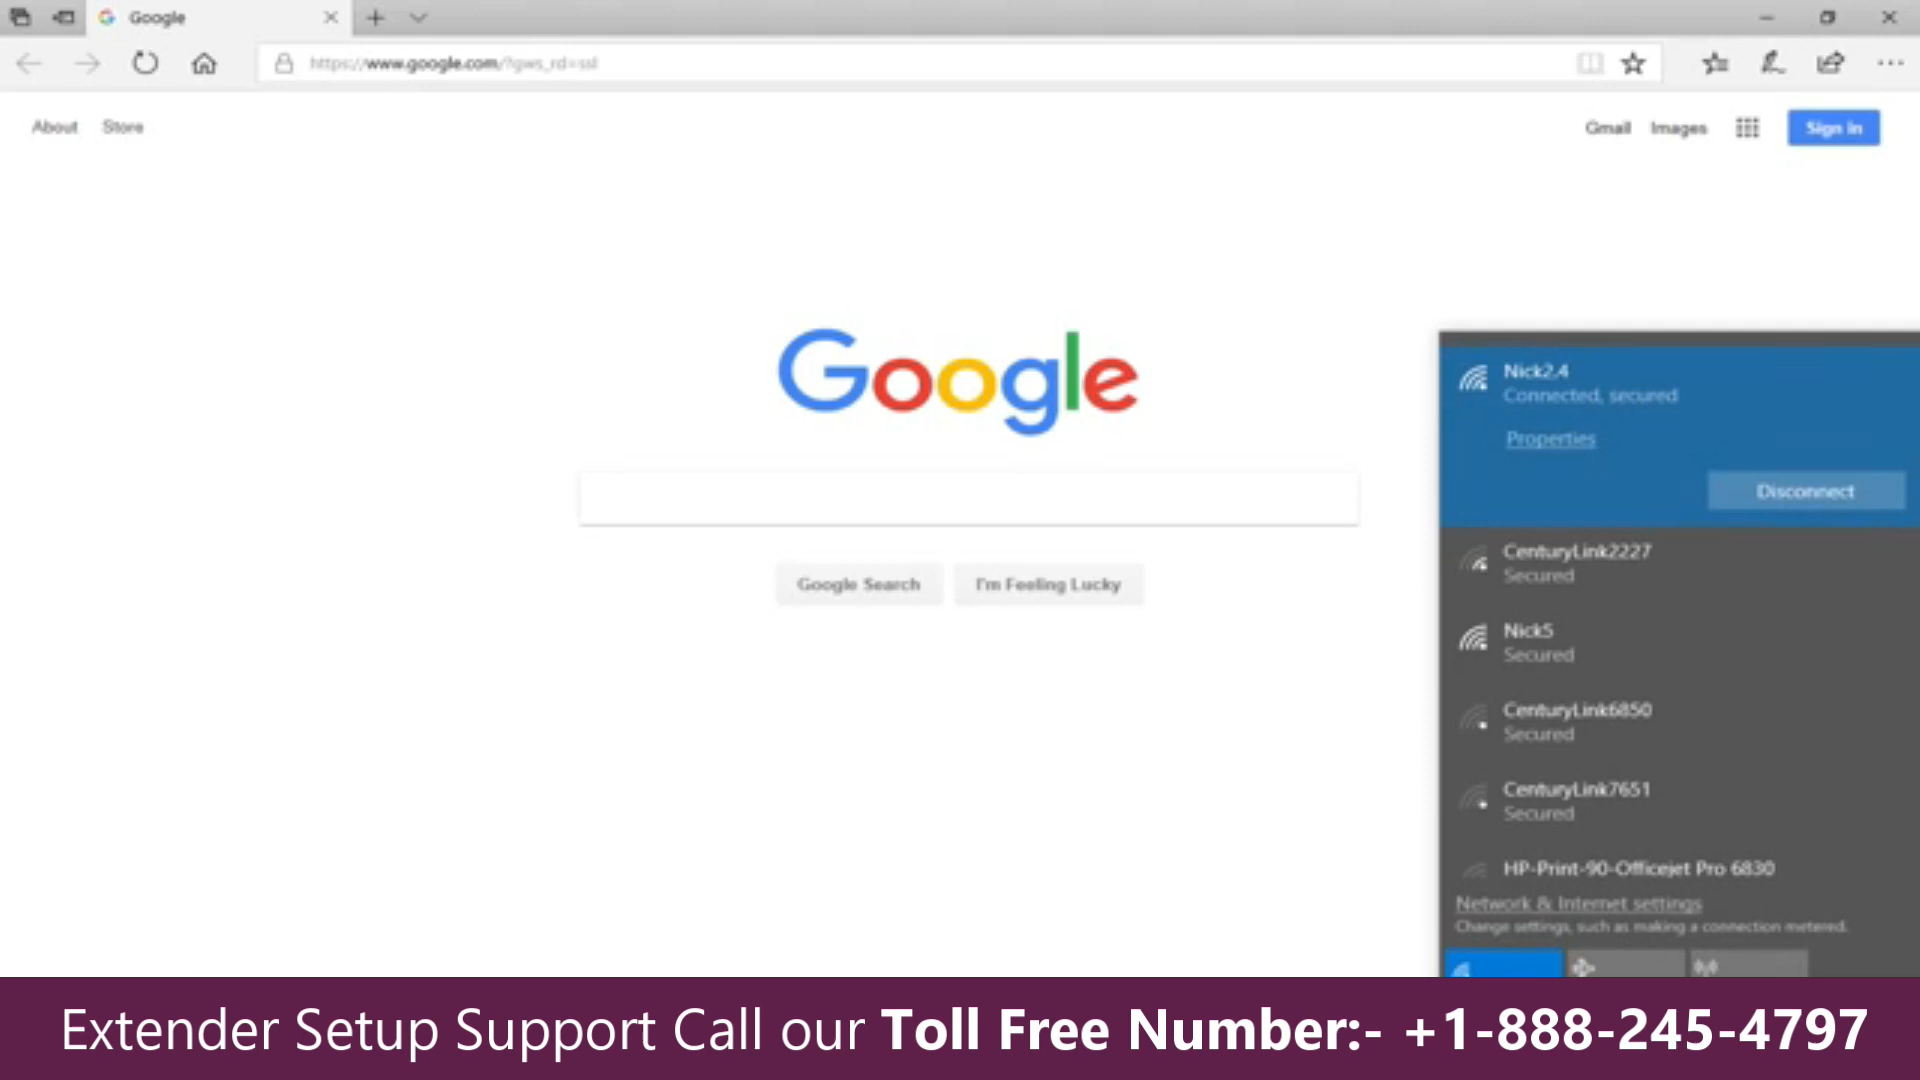 Google
https://www.google.com/?gws_rd=ssl
About Store
Gmail Images Sign in
Google
Google Search I'm Feeling Lucky
Nick2.4
Connected, secured
Properties
Disconnect
CenturyLink2227
Secured
Nick5
Secured
CenturyLink6850
Secured
CenturyLink7651
Secured
HP-Print-90-Officejet Pro 6830
Network & Internet settings
Change settings, such as making a connection metered.
Extender Setup Support Call our Toll Free Number:- +1-888-245-4797